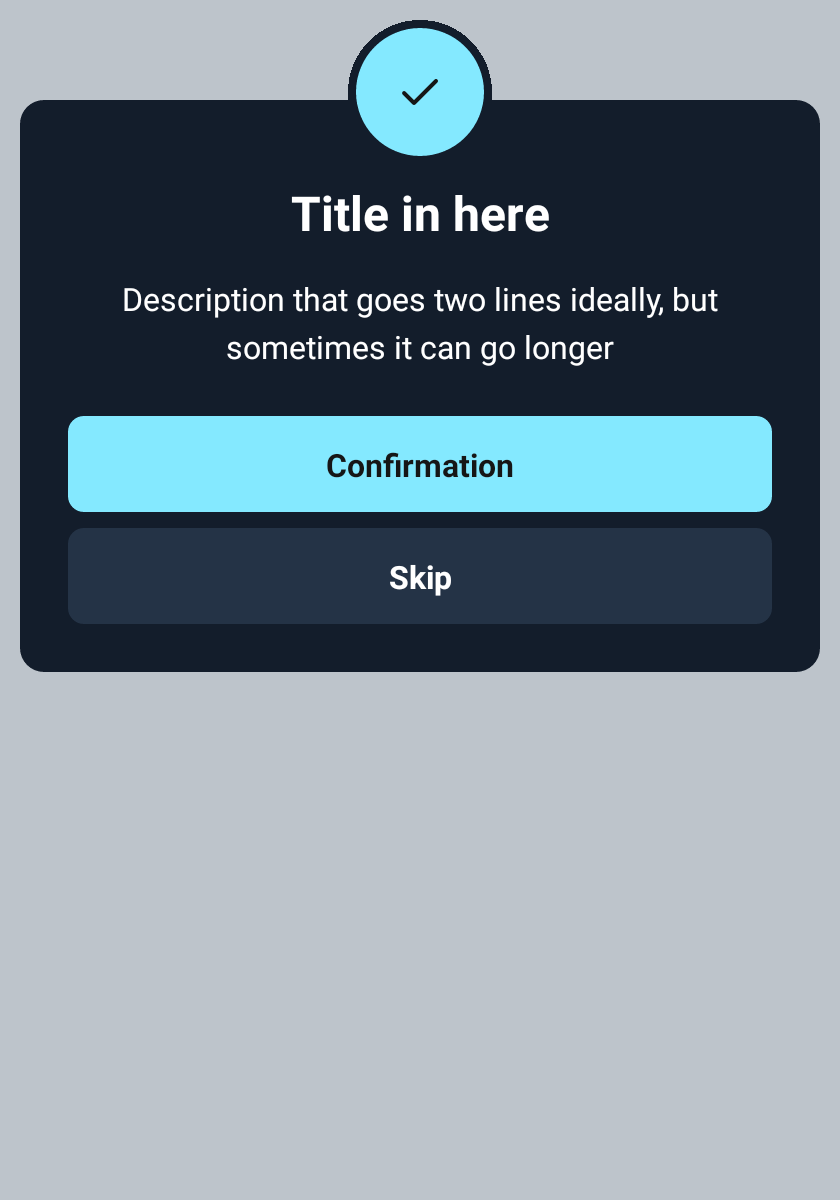 Title in here
Description that goes two lines ideally, but
sometimes it can go longer
Confirmation
Skip